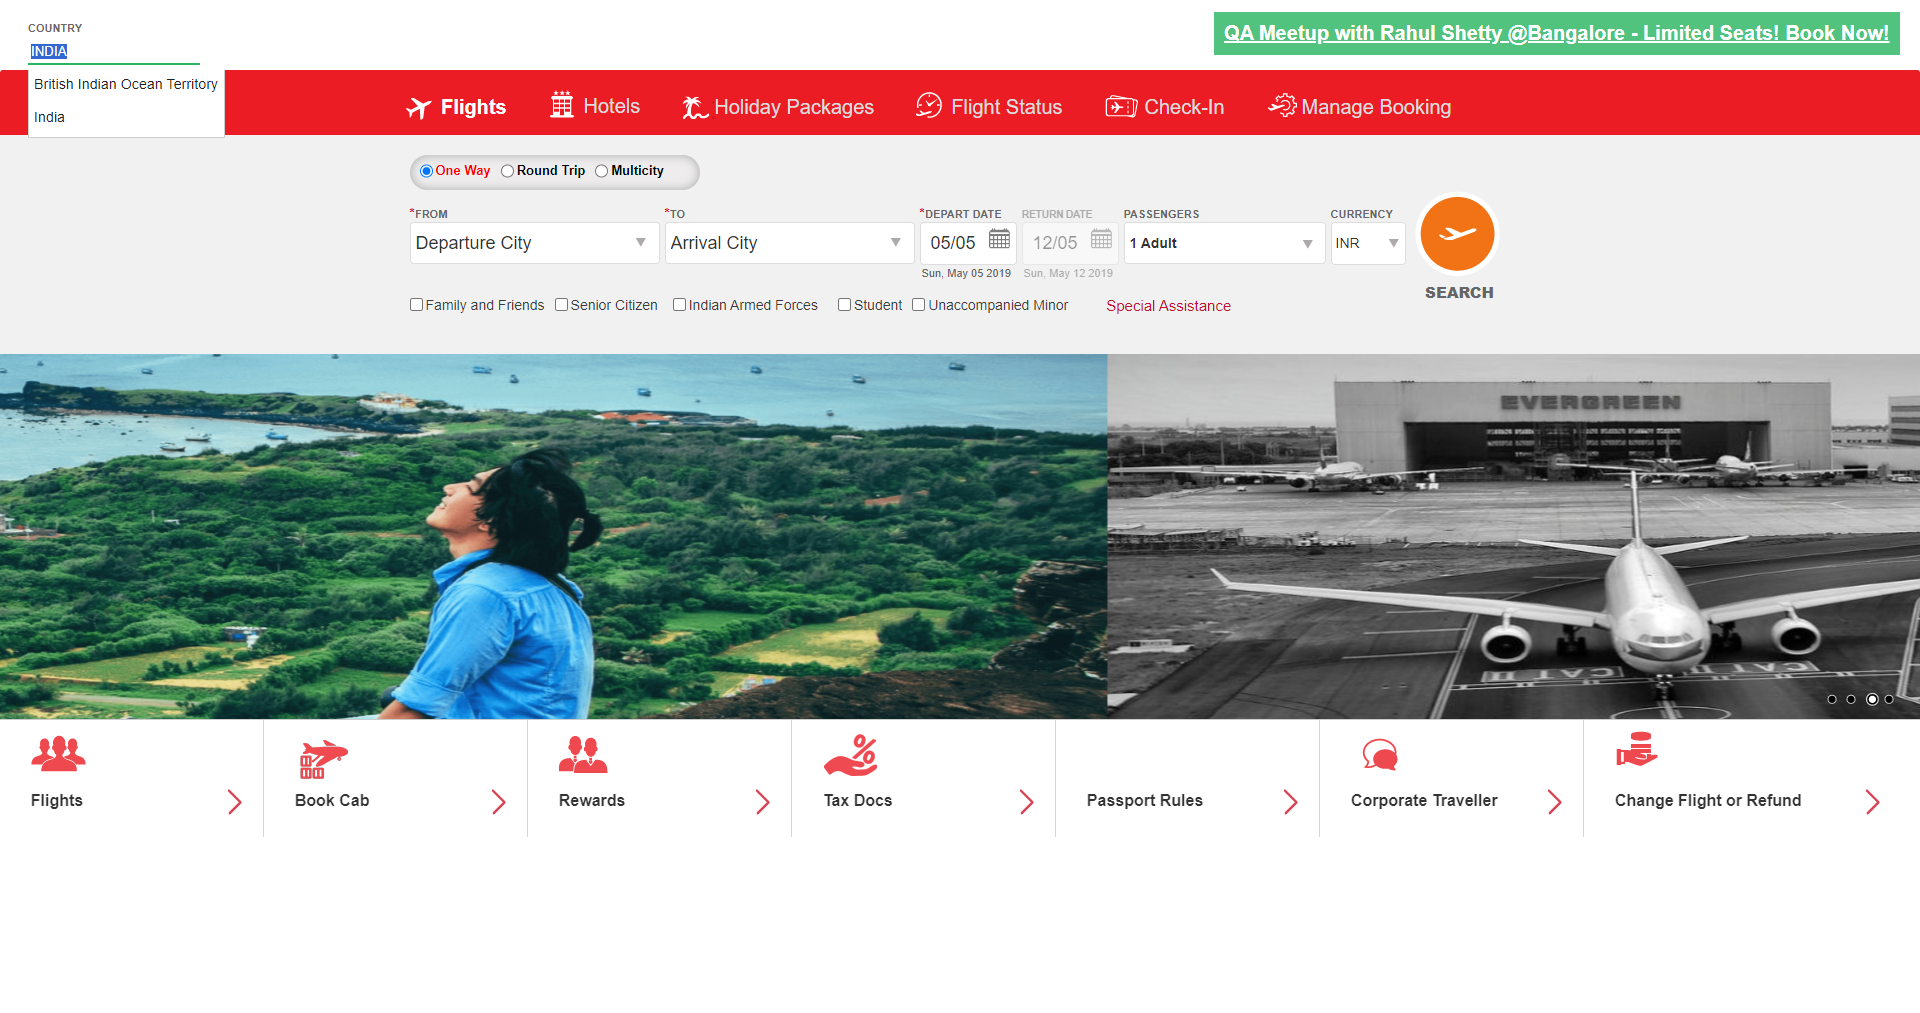 COUNTRY
INDIA
British Indian Ocean Territory
India
QA Meetup with Rahul Shetty @Bangalore - Limited Seats! Book Now!
Flights Hotels Holiday Packages Flight Status Check-In Manage Booking
One Way Round Trip Multicity
*FROM *TO *DEPART DATE RETURN DATE PASSENGERS CURRENCY
Departure City Arrival City 05/05 12/05 1 Adult INR
Sun, May 05 2019 Sun, May 12 2019
SEARCH
Family and Friends Senior Citizen Indian Armed Forces Student Unaccompanied Minor Special Assistance
EVERGREEN
CAT II CAT II
Flights Book Cab Rewards Tax Docs Passport Rules Corporate Traveller Change Flight or Refund